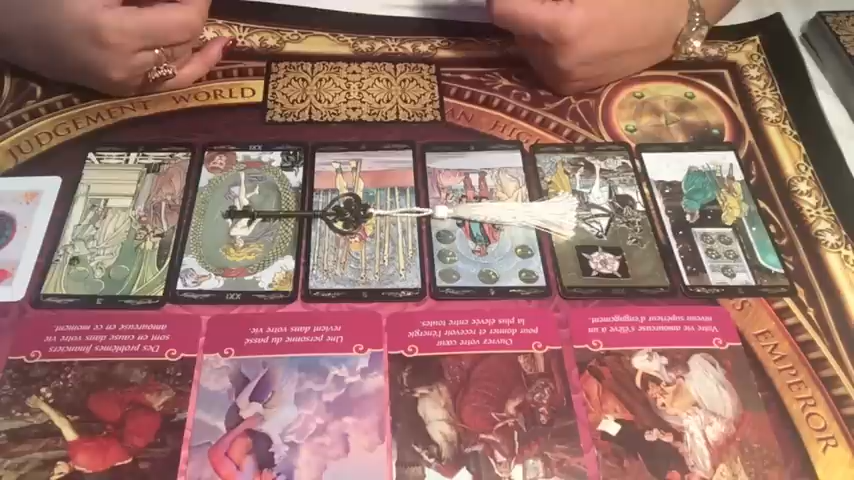 JUDGEMENT WORLD
EMPEROR
XXI
XXI
Des problèmes financiers
sont en cause dans votre vie
amoureuse en ce moment.
Une personne du passé
revient dans votre vie.
Ouvrez votre cœur
pour donner et recevoir l'énergie
la plus élevée entre toutes.
Votre vie amoureuse s'élève à un
niveau supérieur d'engagement.